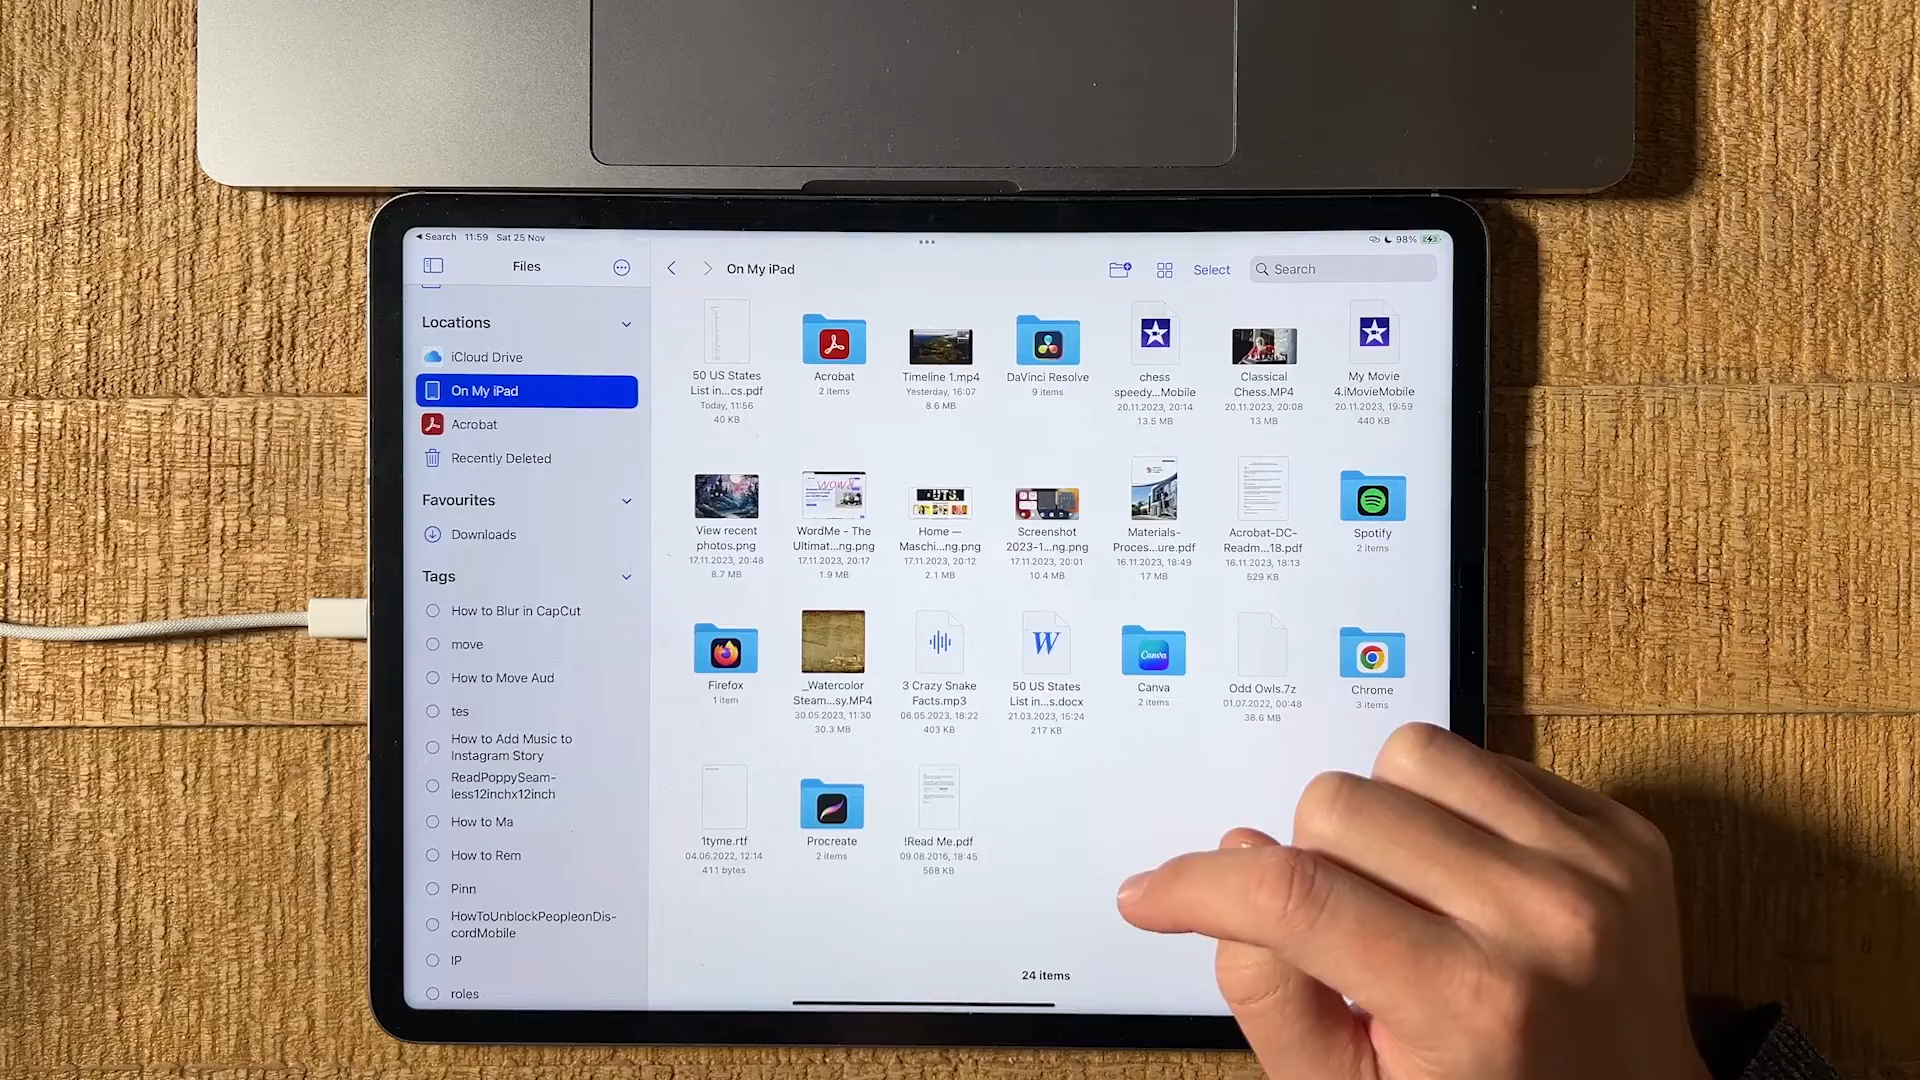 ◀ Search 11:59 Sat 25 Nov
98%
Files
On My iPad
Select
Search
Locations
iCloud Drive
On My iPad
Acrobat
Recently Deleted
Favourites
Downloads
Tags
How to Blur in CapCut
move
How to Move Aud
tes
How to Add Music to
Instagram Story
ReadPoppySeam-
less12inchx12inch
How to Ma
How to Rem
Pinn
HowToUnblockPeopleonDis-
cordMobile
IP
roles
50 US States
List in...cs.pdf
Today, 11:56
40 KB
Acrobat
2 items
Timeline 1.mp4
Yesterday, 16:07
8.6 MB
DaVinci Resolve
9 items
chess
speedy...Mobile
20.11.2023, 20:14
13.5 MB
Classical
Chess.MP4
20.11.2023, 20:08
13 MB
My Movie
4.iMovieMobile
20.11.2023, 19:59
440 KB
wow8
View recent
photos.png
17.11.2023, 20:48
8.7 MB
WordMe - The
Ultimat...ng.png
17.11.2023, 20:17
1.9 MB
Home —
Maschi...ng.png
17.11.2023, 20:12
2.1 MB
Screenshot
2023-1...ng.png
17.11.2023, 20:01
10.4 MB
Materials-
Proces...ure.pdf
16.11.2023, 18:49
17 MB
Acrobat-DC-
Readm...18.pdf
16.11.2023, 18:13
529 KB
Spotify
2 items
Firefox
1 item
_Watercolor
Steam...sy.MP4
30.05.2023, 11:30
30.3 MB
3 Crazy Snake
Facts.mp3
06.05.2023, 18:22
403 KB
W
50 US States
List in...s.docx
21.03.2023, 15:24
217 KB
Canva
Canva
2 items
Odd Owls.7z
01.07.2022, 00:48
38.6 MB
Chrome
3 items
1tyme.rtf
04.06.2022, 12:14
411 bytes
Procreate
2 items
!Read Me.pdf
09.08.2016, 18:45
568 KB
24 items